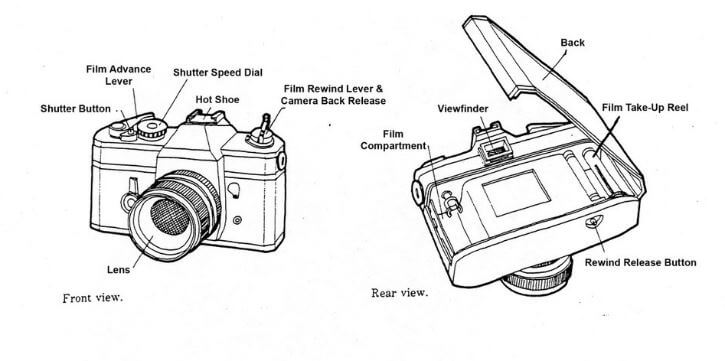 Film Advance
Lever
Shutter Speed Dial
Shutter Button
Hot Shoe
Film Rewind Lever &
Camera Back Release
Lens
Front view.
Back
Viewfinder
Film Take-Up Reel
Film
Compartment
Rewind Release Button
Rear view.